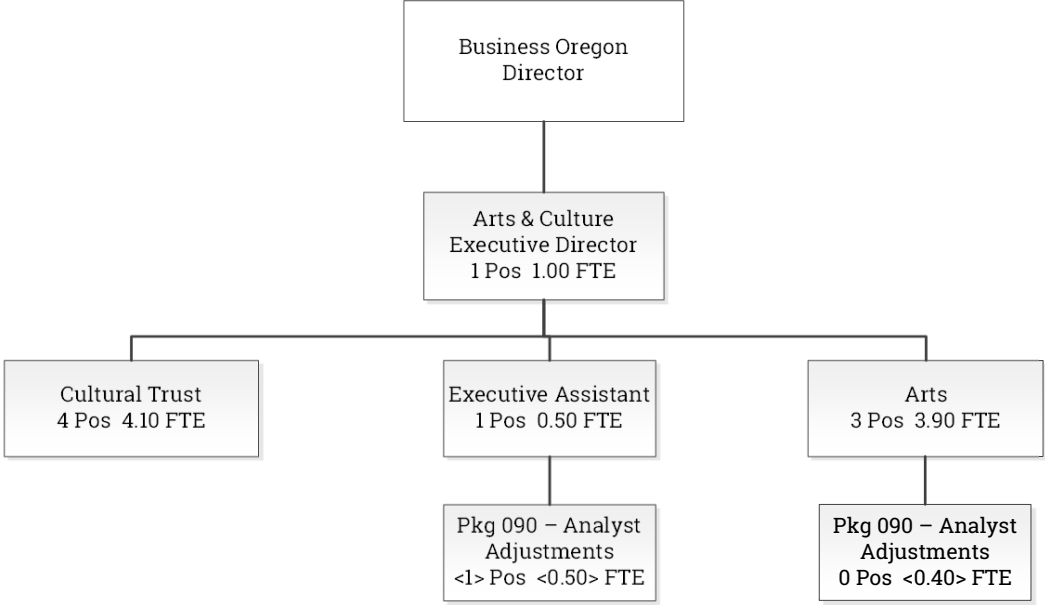 Business Oregon
Director
Arts & Culture
Executive Director
1 Pos 1.00 FTE
Cultural Trust
4 Pos 4.10 FTE
Executive Assistant
1 Pos 0.50 FTE
Arts
3 Pos 3.90 FTE
Pkg 090 – Analyst
Adjustments
<1> Pos <0.50> FTE
Pkg 090 – Analyst
Adjustments
0 Pos <0.40> FTE